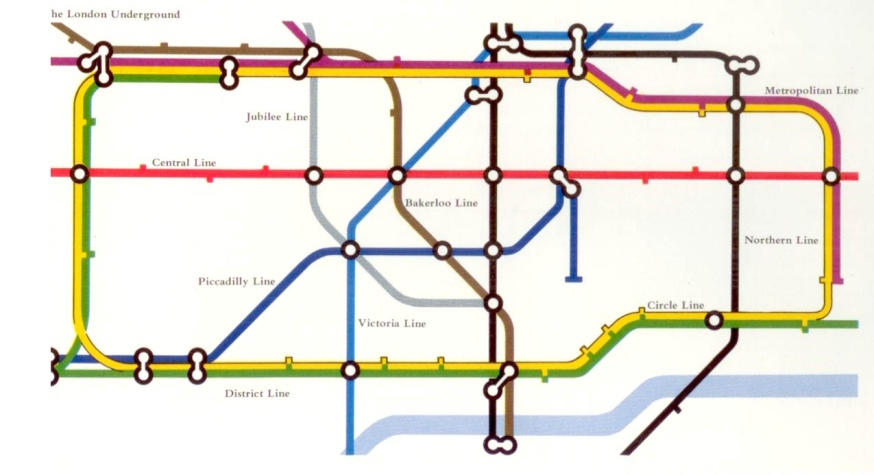 he London Underground
Metropolitan Line
Jubilee Line
Central Line
Bakerloo Line
Northern Line
Piccadilly Line
Circle Line
Victoria Line
District Line